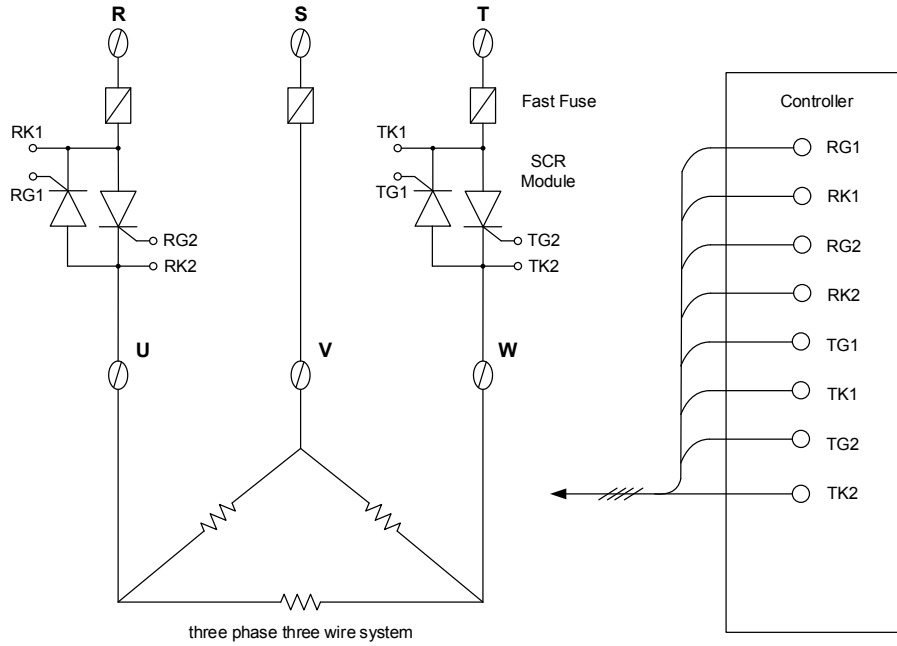 R
S
T
Fast Fuse
Controller
RK1
RG1
TK1
TG1
SCR
Module
RG2
RK2
TG2
TK2
U
V
W
RG1
RK1
RG2
RK2
TG1
TK1
TG2
TK2
three phase three wire system